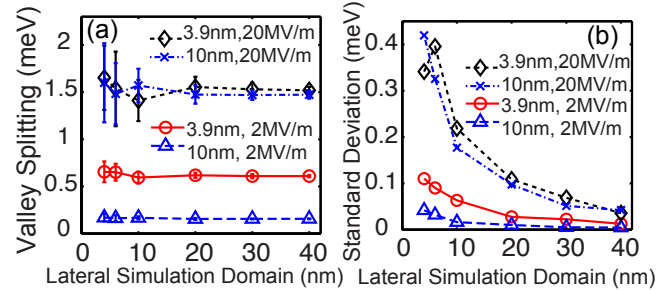 (a)
3.9nm,20MV/m
10nm,20MV/m
3.9nm, 2MV/m
10nm, 2MV/m
Valley Splitting (meV)
2
1.5
1
0.5
0
0 10 20 30 40
Lateral Simulation Domain (nm)
(b)
3.9nm,20MV/m
10nm,20MV/m
3.9nm, 2MV/m
10nm, 2MV/m
Standard Deviation (meV)
0.4
0.3
0.2
0.1
0
0 10 20 30 40
Lateral Simulation Domain (nm)